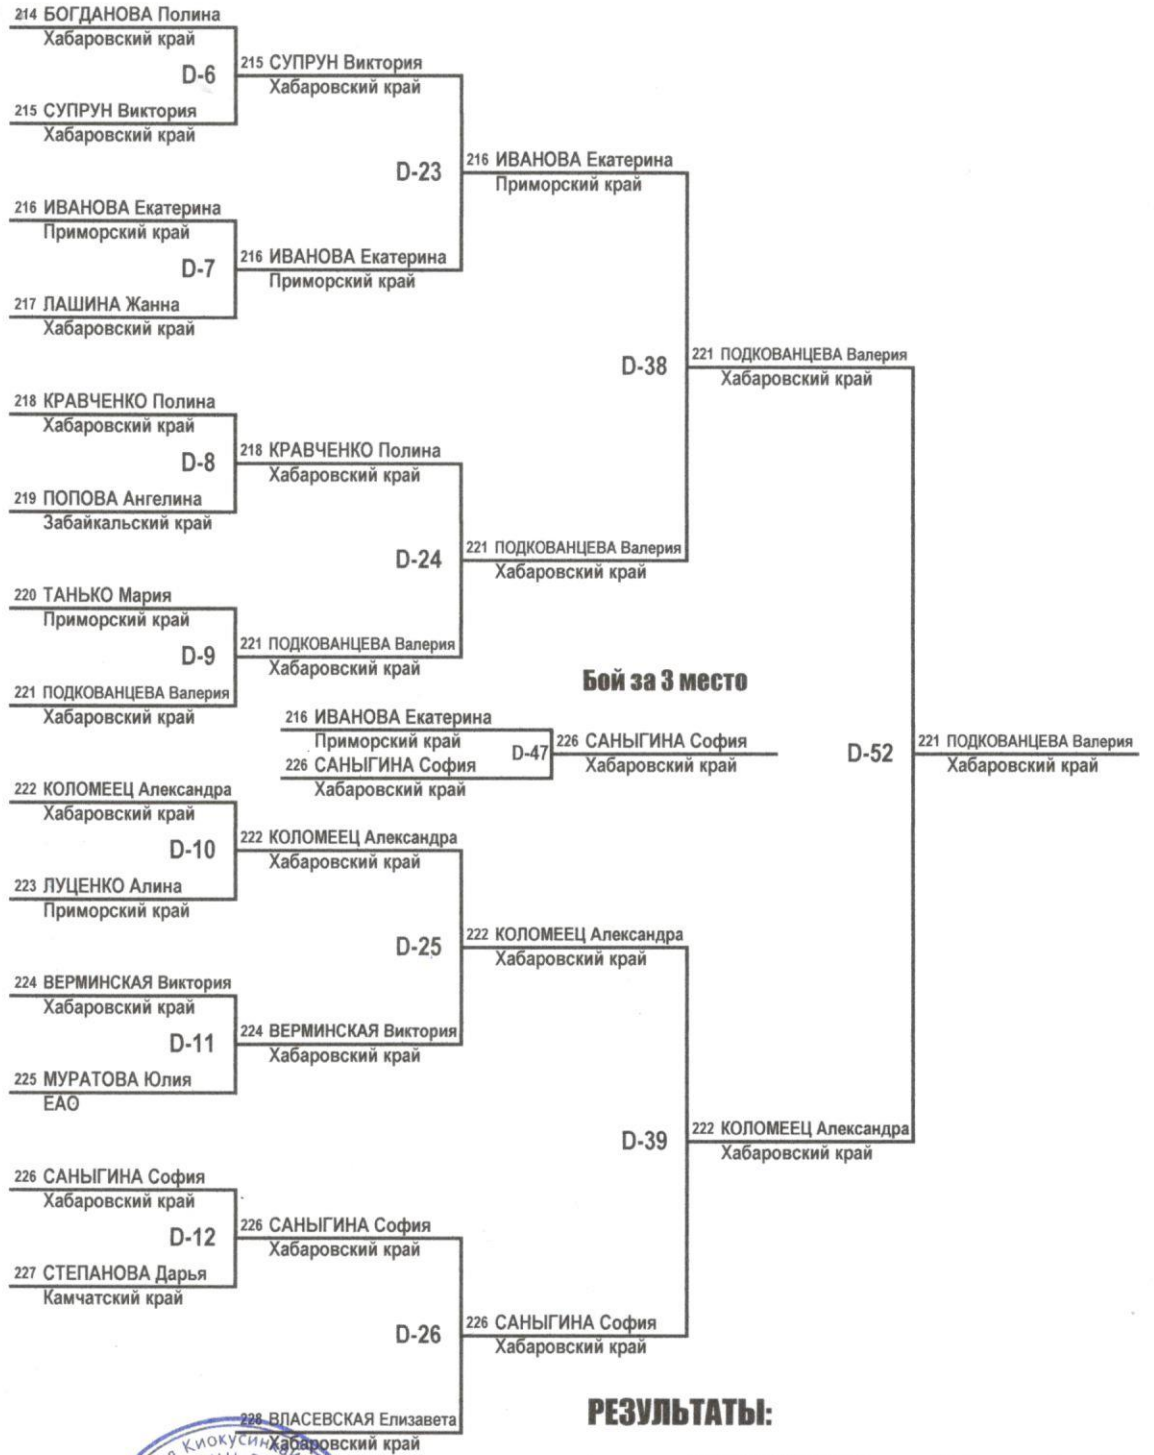 214 БОГДАНОВА Полина
Хабаровский край
D-6
215 СУПРУН Виктория
Хабаровский край
215 СУПРУН Виктория
Хабаровский край
D-23
216 ИВАНОВА Екатерина
Приморский край
216 ИВАНОВА Екатерина
Приморский край
D-7
216 ИВАНОВА Екатерина
Приморский край
217 ЛАШИНА Жанна
Хабаровский край
D-38
221 ПОДКОВАНЦЕВА Валерия
Хабаровский край
218 КРАВЧЕНКО Полина
Хабаровский край
D-8
218 КРАВЧЕНКО Полина
Хабаровский край
219 ПОПОВА Ангелина
Забайкальский край
D-24
221 ПОДКОВАНЦЕВА Валерия
Хабаровский край
220 ТАНЬКО Мария
Приморский край
D-9
221 ПОДКОВАНЦЕВА Валерия
Хабаровский край
221 ПОДКОВАНЦЕВА Валерия
Хабаровский край
Бой за 3 место
216 ИВАНОВА Екатерина
Приморский край
D-47
226 САНЫГИНА София
Хабаровский край
226 САНЫГИНА София
Хабаровский край
D-52
221 ПОДКОВАНЦЕВА Валерия
Хабаровский край
222 КОЛОМЕЕЦ Александра
Хабаровский край
D-10
222 КОЛОМЕЕЦ Александра
Хабаровский край
223 ЛУЦЕНКО Алина
Приморский край
D-25
222 КОЛОМЕЕЦ Александра
Хабаровский край
224 ВЕРМИНСКАЯ Виктория
Хабаровский край
D-11
224 ВЕРМИНСКАЯ Виктория
Хабаровский край
225 МУРАТОВА Юлия
ЕАО
D-39
222 КОЛОМЕЕЦ Александра
Хабаровский край
226 САНЫГИНА София
Хабаровский край
D-12
226 САНЫГИНА София
Хабаровский край
227 СТЕПАНОВА Дарья
Камчатский край
D-26
226 САНЫГИНА София
Хабаровский край
228 ВЛАСЕВСКАЯ Елизавета
Хабаровский край
РЕЗУЛЬТАТЫ: